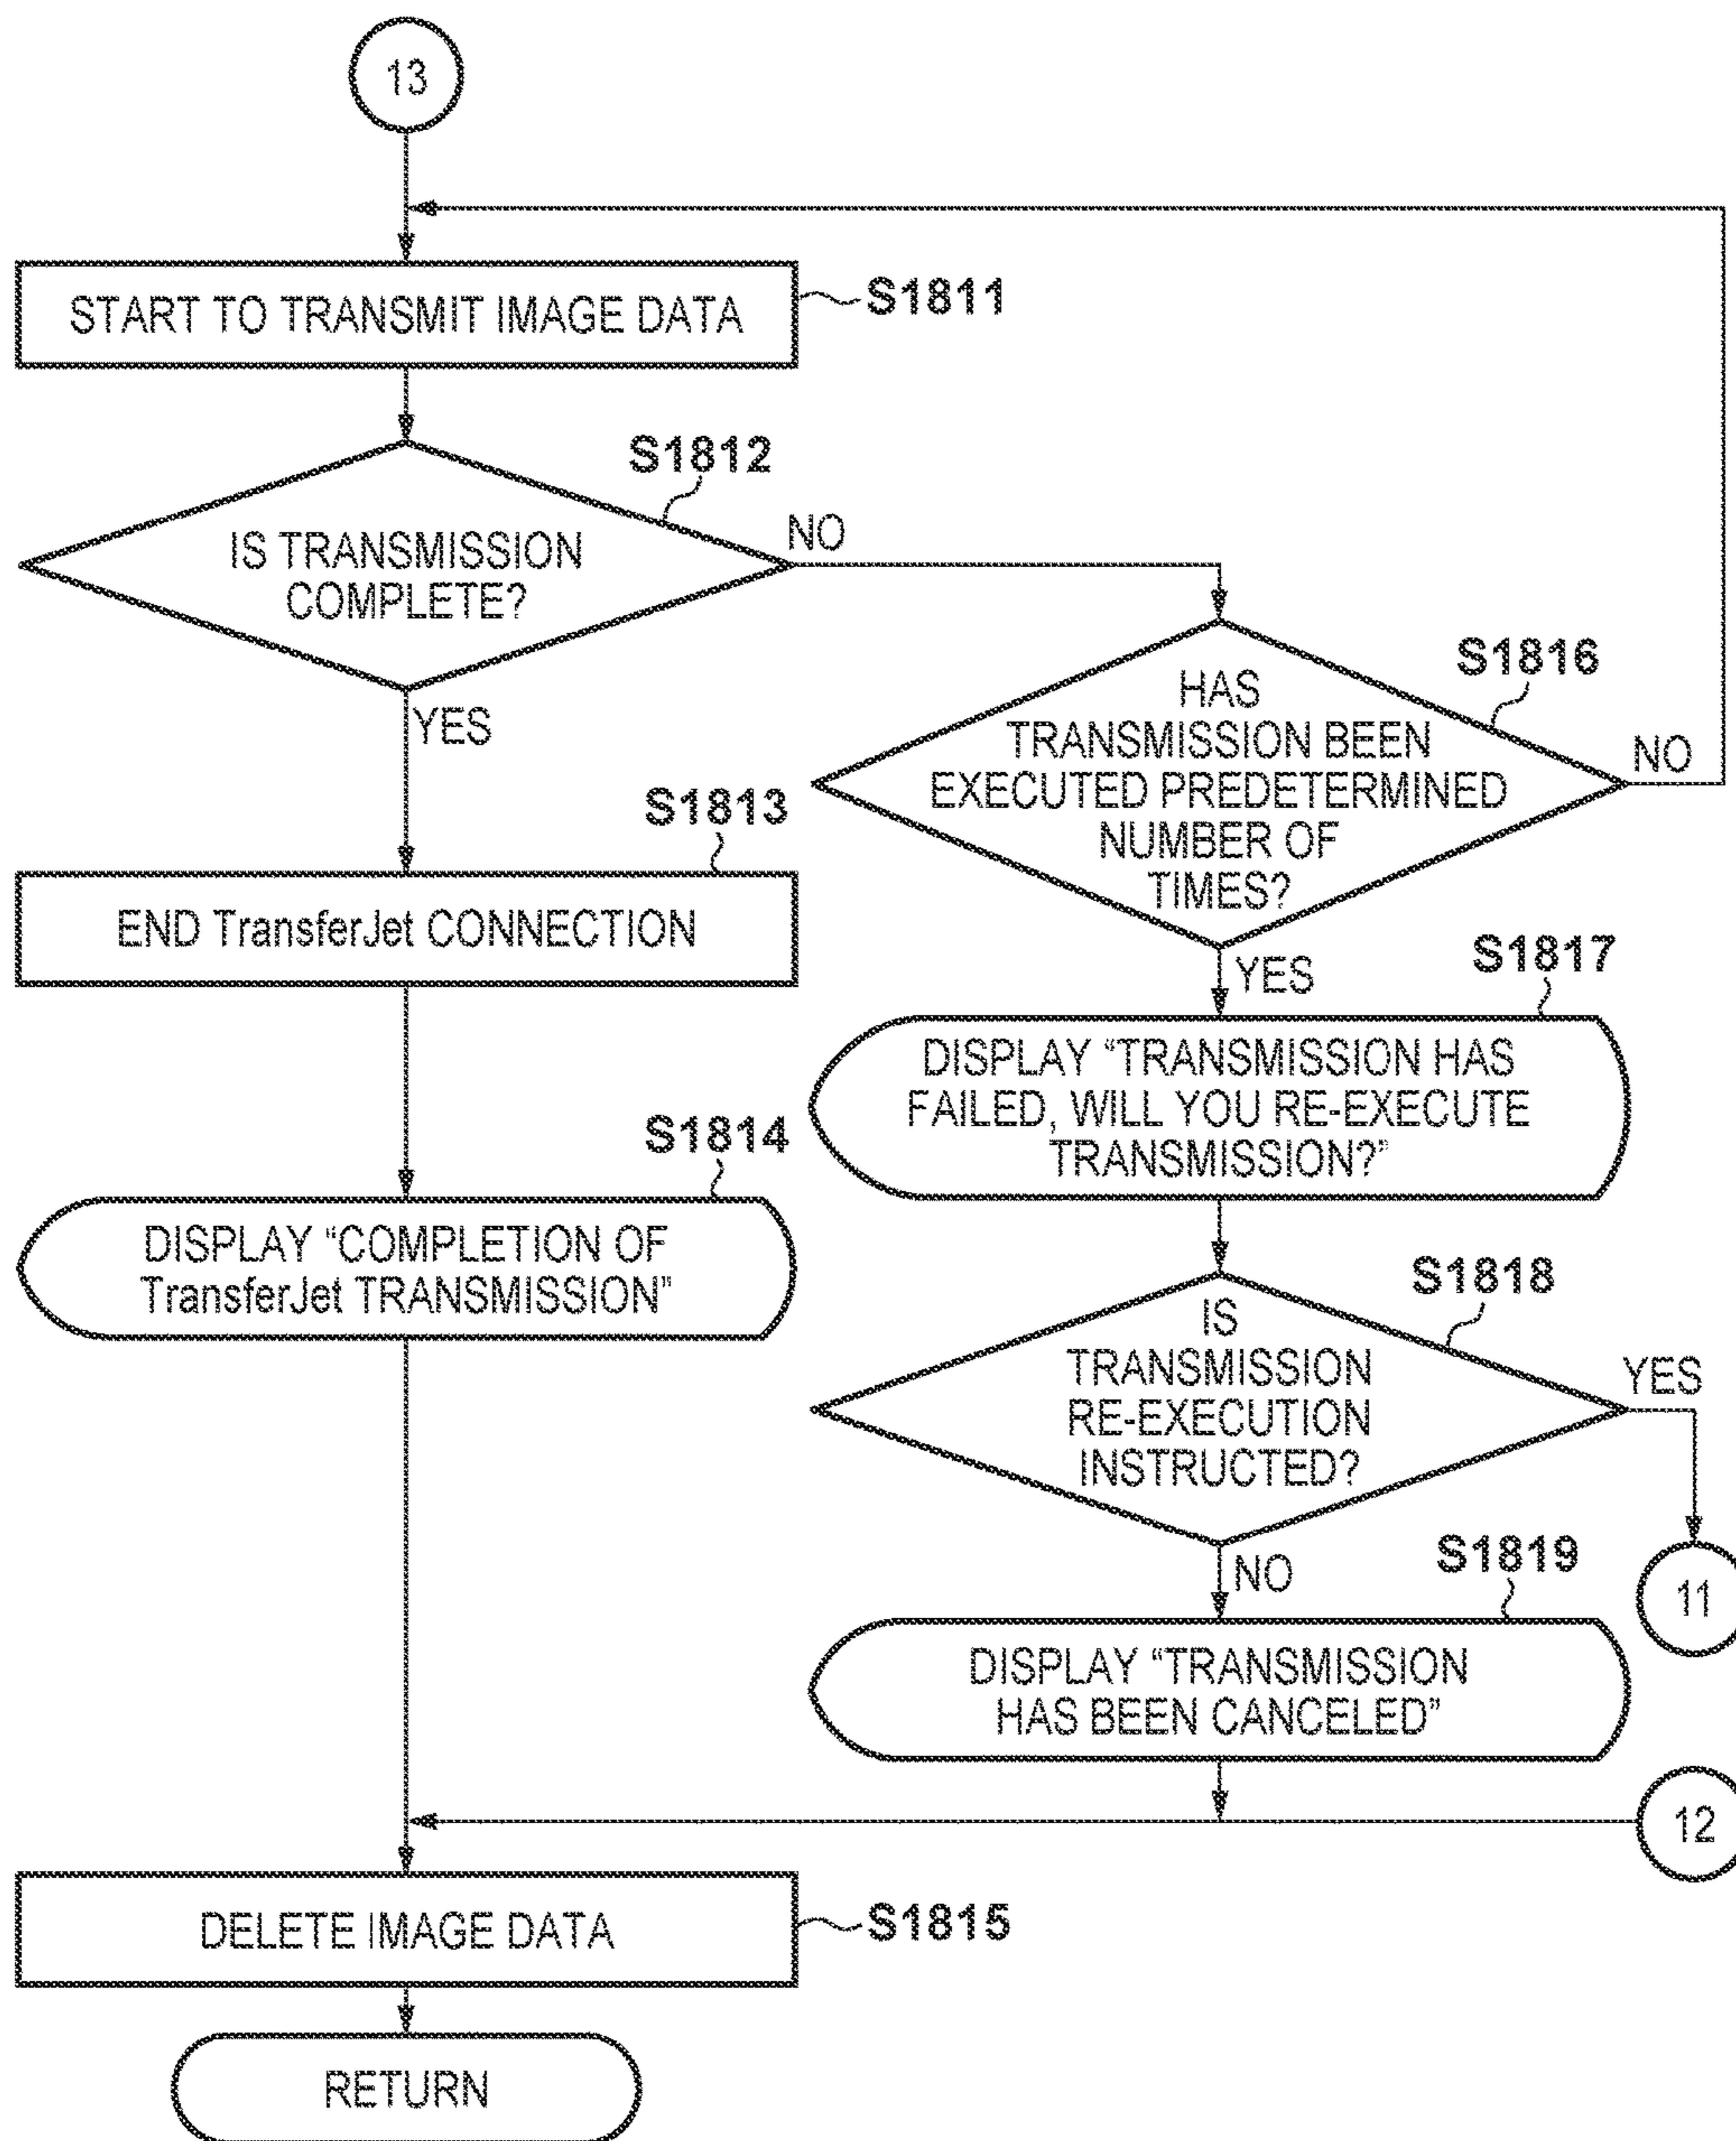 13
START TO TRANSMIT IMAGE DATA
S1811
S1812
IS TRANSMISSION
COMPLETE?
NO
YES
S1816
HAS
TRANSMISSION BEEN
EXECUTED PREDETERMINED
NUMBER OF
TIMES?
NO
YES
S1813
END TransferJet CONNECTION
S1817
DISPLAY “TRANSMISSION HAS
FAILED, WILL YOU RE-EXECUTE
TRANSMISSION?”
S1814
DISPLAY “COMPLETION OF
TransferJet TRANSMISSION”
S1818
IS
TRANSMISSION
RE-EXECUTION
INSTRUCTED?
YES
NO
11
S1819
DISPLAY “TRANSMISSION
HAS BEEN CANCELED”
12
DELETE IMAGE DATA
S1815
RETURN